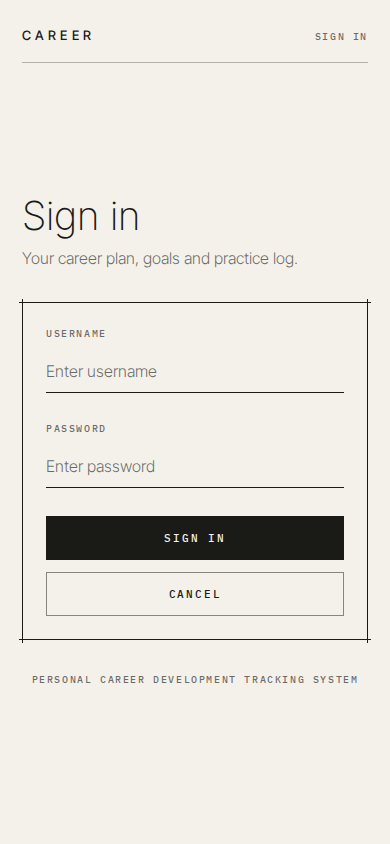 CAREER
SIGN IN
Sign in
Your career plan, goals and practice log.
USERNAME
Enter username
PASSWORD
Enter password
SIGN IN
CANCEL
PERSONAL CAREER DEVELOPMENT TRACKING SYSTEM